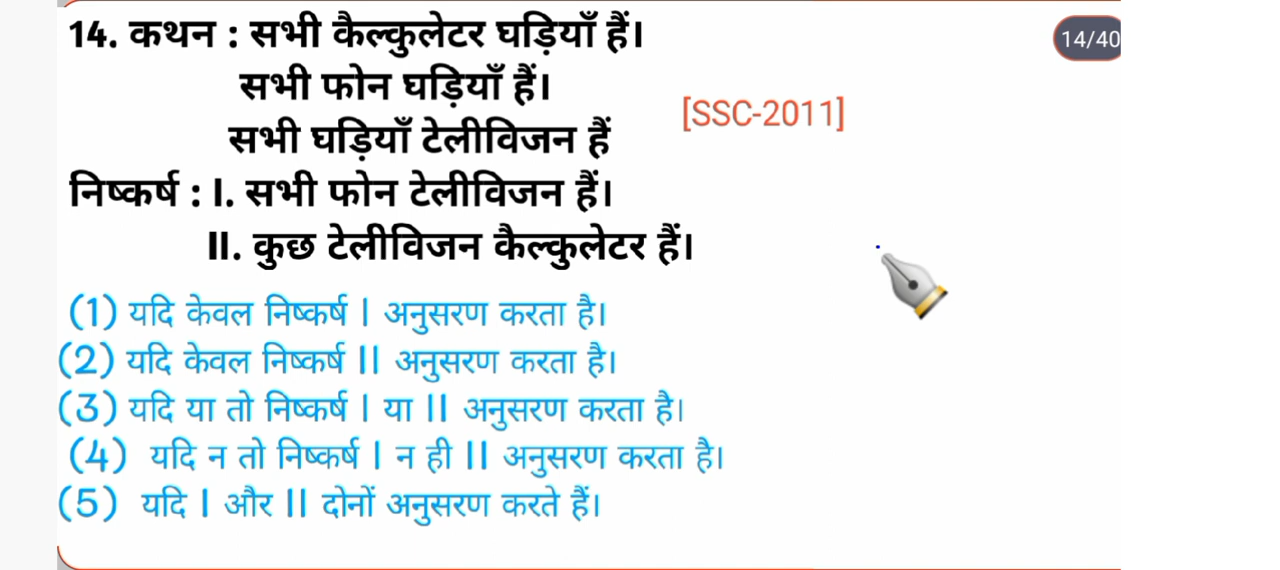 14. कथन : सभी कैल्कुलेटर घड़ियाँ हैं।
14/40
सभी फोन घड़ियाँ हैं।
[SSC-2011]
सभी घड़ियाँ टेलीविजन हैं
निष्कर्ष : I. सभी फोन टेलीविजन हैं।
II. कुछ टेलीविजन कैल्कुलेटर हैं।
(1) यदि केवल निष्कर्ष I अनुसरण करता है।
(2) यदि केवल निष्कर्ष II अनुसरण करता है।
(3) यदि या तो निष्कर्ष I या II अनुसरण करता है।
(4) यदि न तो निष्कर्ष I न ही II अनुसरण करता है।
(5) यदि I और II दोनों अनुसरण करते हैं।